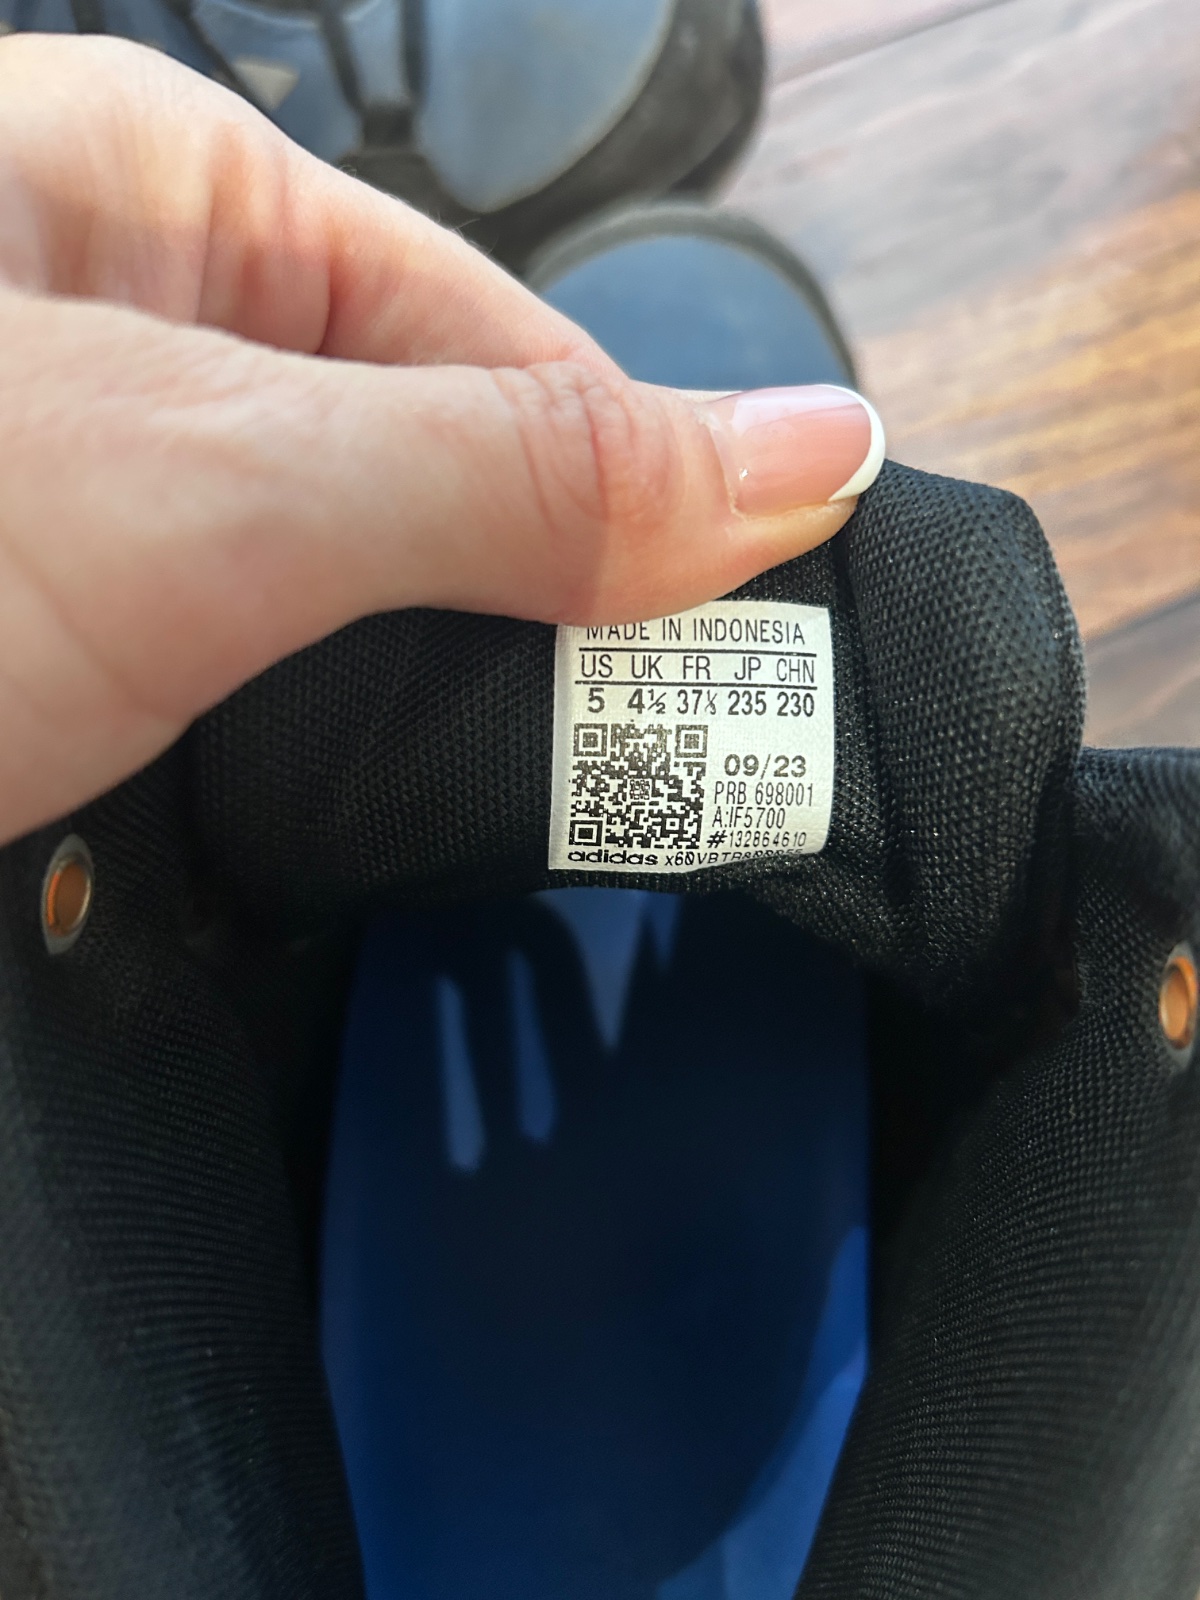 MADE IN INDONESIA
US UK FR JP CHN
5 4½ 37⅓ 235 230
09/23
PRB 698001
A:IF5700
#132864610
adidas